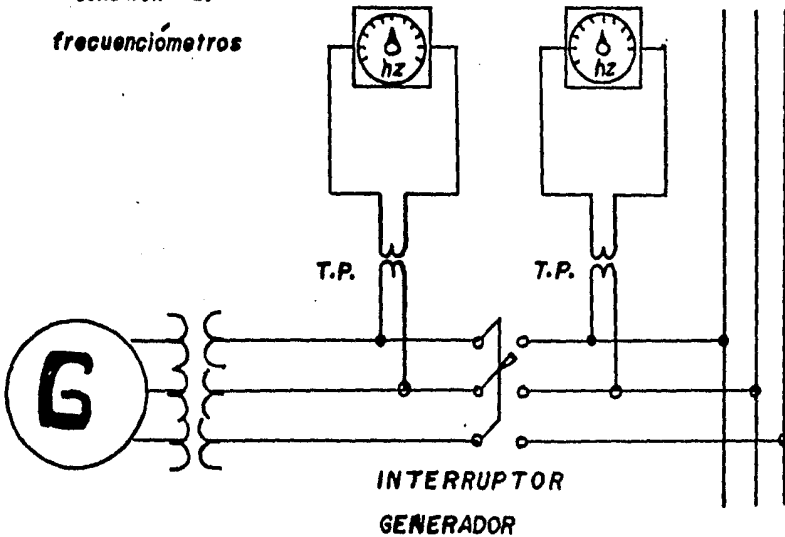 frecuenciómetros
hz
hz
T.P.
T.P.
G
INTERRUPTOR
GENERADOR